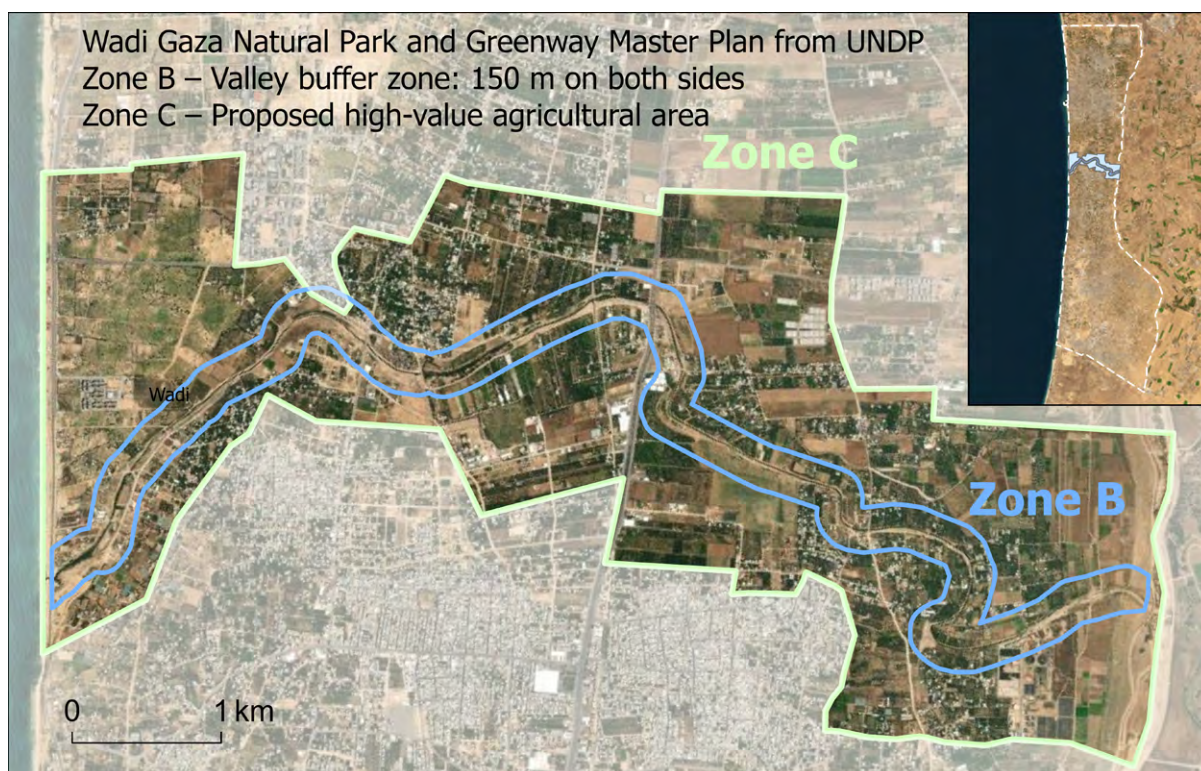 Wadi Gaza Natural Park and Greenway Master Plan from UNDP
Zone B – Valley buffer zone: 150 m on both sides
Zone C – Proposed high-value agricultural area
Zone C
Wadi
Zone B
0 1 km